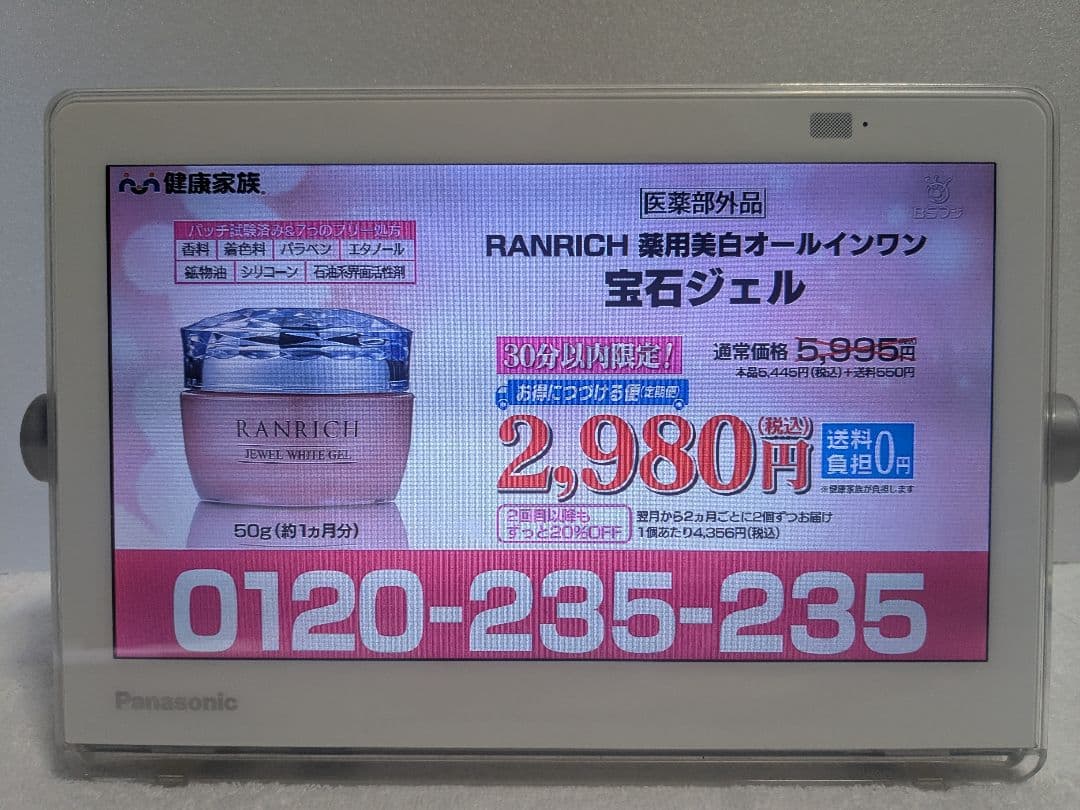 健康家族
BSフジ
パッチ試験済み&7つのフリー処方
香料 着色料 パラベン エタノール
鉱物油 シリコーン 石油系界面活性剤
医薬部外品
RANRICH 薬用美白オールインワン
宝石ジェル
30分以内限定!
通常価格 5,995円(税込)
本品5,445円(税込)+送料550円
お得につづける便(定期便)
2,980円(税込)
送料負担0円
※健康家族が負担します
RANRICH
JEWEL WHITE GEL
50g(約1ヵ月分)
2回目以降も
ずっと20%OFF
翌月から2ヵ月ごとに2個ずつお届け
1個あたり4,356円(税込)
0120-235-235
Panasonic